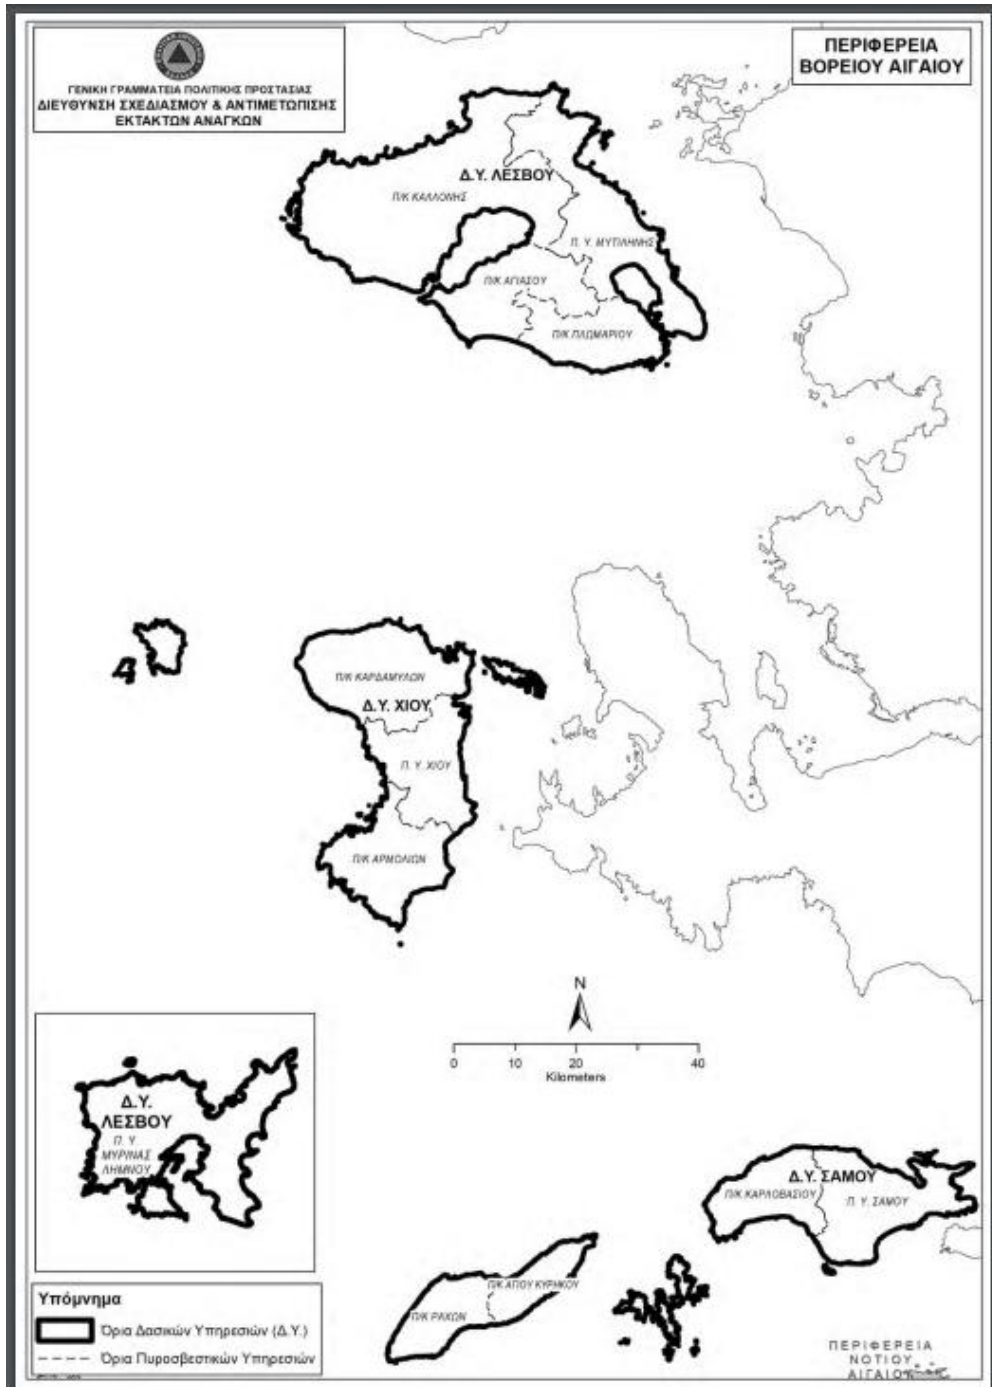 ΓΕΝΙΚΗ ΓΡΑΜΜΑΤΕΙΑ ΠΟΛΙΤΙΚΗΣ ΠΡΟΣΤΑΣΙΑΣ
ΔΙΕΥΘΥΝΣΗ ΣΧΕΔΙΑΣΜΟΥ & ΑΝΤΙΜΕΤΩΠΙΣΗΣ
ΕΚΤΑΚΤΩΝ ΑΝΑΓΚΩΝ
ΠΕΡΙΦΕΡΕΙΑ
ΒΟΡΕΙΟΥ ΑΙΓΑΙΟΥ
Δ.Υ. ΛΕΣΒΟΥ
Π/Κ ΚΑΛΛΟΝΗΣ
Π. Υ. ΜΥΤΙΛΗΝΗΣ
Π/Κ ΑΓΙΑΣΟΥ
Π/Κ ΠΛΩΜΑΡΙΟΥ
Π/Κ ΚΑΡΔΑΜΥΛΩΝ
Δ.Υ. ΧΙΟΥ
Π. Υ. ΧΙΟΥ
Π/Κ ΑΡΜΟΛΙΩΝ
N
0 10 20 40
Kilometers
Δ.Υ.
ΛΕΣΒΟΥ
Π. Υ.
ΜΥΡΙΝΑΣ
ΛΗΜΝΟΥ
Δ.Υ. ΣΑΜΟΥ
Π/Κ ΚΑΡΛΟΒΑΣΙΟΥ
Π. Υ. ΣΑΜΟΥ
Π/Κ ΑΓΙΟΥ ΚΥΡΗΚΟΥ
Π/Κ ΡΑΧΩΝ
Υπόμνημα
Όρια Δασικών Υπηρεσιών (Δ.Υ.)
Όρια Πυροσβεστικών Υπηρεσιών
ΠΕΡΙΦΕΡΕΙΑ
ΝΟΤΙΟΥ
ΑΙΓΑΙΟΥ